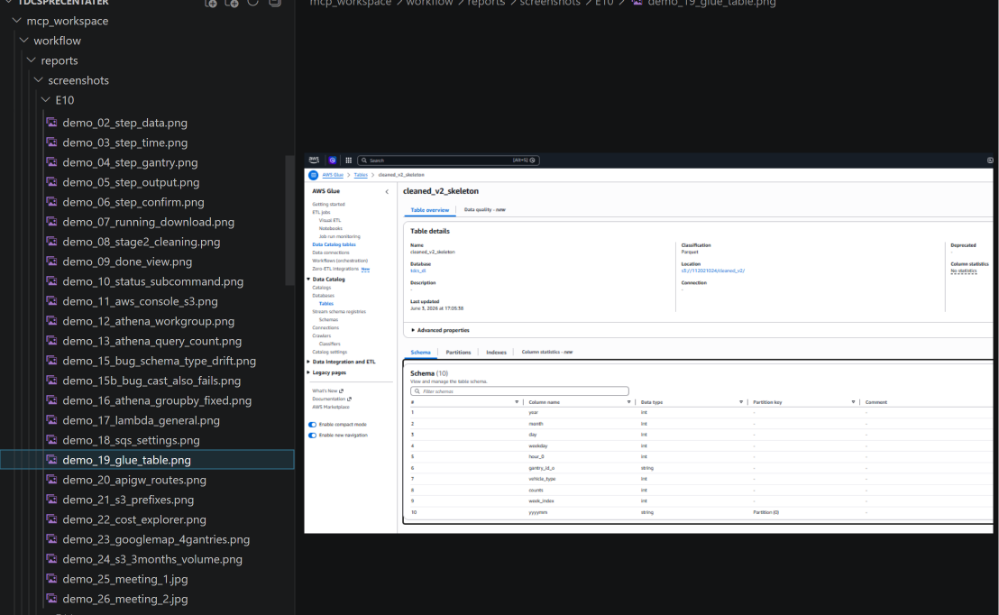 TDCSPRECENTATER
mcp_workspace
workflow
reports
screenshots
E10
demo_02_step_data.png
demo_03_step_time.png
demo_04_step_gantry.png
demo_05_step_output.png
demo_06_step_confirm.png
demo_07_running_download.png
demo_08_stage2_cleaning.png
demo_09_done_view.png
demo_10_status_subcommand.png
demo_11_aws_console_s3.png
demo_12_athena_workgroup.png
demo_13_athena_query_count.png
demo_15_bug_schema_type_drift.png
demo_15b_bug_cast_also_fails.png
demo_16_athena_groupby_fixed.png
demo_17_lambda_general.png
demo_18_sqs_settings.png
demo_19_glue_table.png
demo_20_apigw_routes.png
demo_21_s3_prefixes.png
demo_22_cost_explorer.png
demo_23_googlemap_4gantries.png
demo_24_s3_3months_volume.png
demo_25_meeting_1.jpg
demo_26_meeting_2.jpg
mcp_workspace > workflow > reports > screenshots > E10 > demo_19_glue_table.png
aws Search [Alt+S]
AWS Glue > Tables > cleaned_v2_skeleton
AWS Glue
Getting started
ETL jobs
Visual ETL
Notebooks
Job run monitoring
Data Catalog tables
Data connections
Workflows (orchestration)
Zero-ETL integrations New
Data Catalog
Catalogs
Databases
Tables
Stream schema registries
Schemas
Connections
Crawlers
Classifiers
Catalog settings
Data Integration and ETL
Legacy pages
What's New
Documentation
AWS Marketplace
Enable compact mode
Enable new navigation
cleaned_v2_skeleton
Table overview Data quality - new
Table details
Name
cleaned_v2_skeleton
Database
tdcs_dl
Description
-
Last updated
June 3, 2026 at 17:05:38
Classification
Parquet
Location
s3://112021024/cleaned_v2/
Connection
-
Deprecated
-
Column statistics
No statistics
Advanced properties
Schema Partitions Indexes Column statistics - new
Schema (10)
View and manage the table schema.
Filter schemas
# Column name Data type Partition key Comment
1 year int - -
2 month int - -
3 day int - -
4 weekday int - -
5 hour_0 int - -
6 gantry_id_o string - -
7 vehicle_type int - -
8 counts int - -
9 week_index int - -
10 yyyymm string Partition (0) -